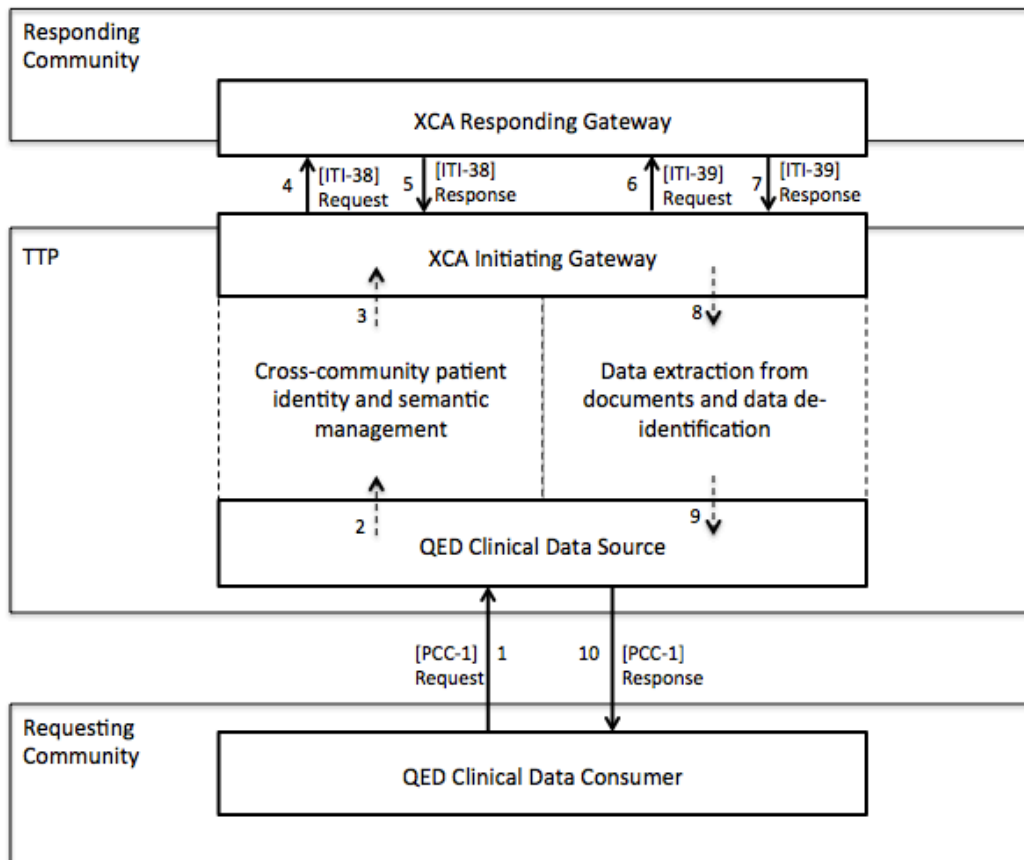 Responding
Community
XCA Responding Gateway
4
[ITI-38]
Request
5
[ITI-38]
Response
6
[ITI-39]
Request
7
[ITI-39]
Response
TTP
XCA Initiating Gateway
3
8
Cross-community patient
identity and semantic
management
Data extraction from
documents and data de-
identification
2
9
QED Clinical Data Source
[PCC-1]
Request
1
10
[PCC-1]
Response
Requesting
Community
QED Clinical Data Consumer